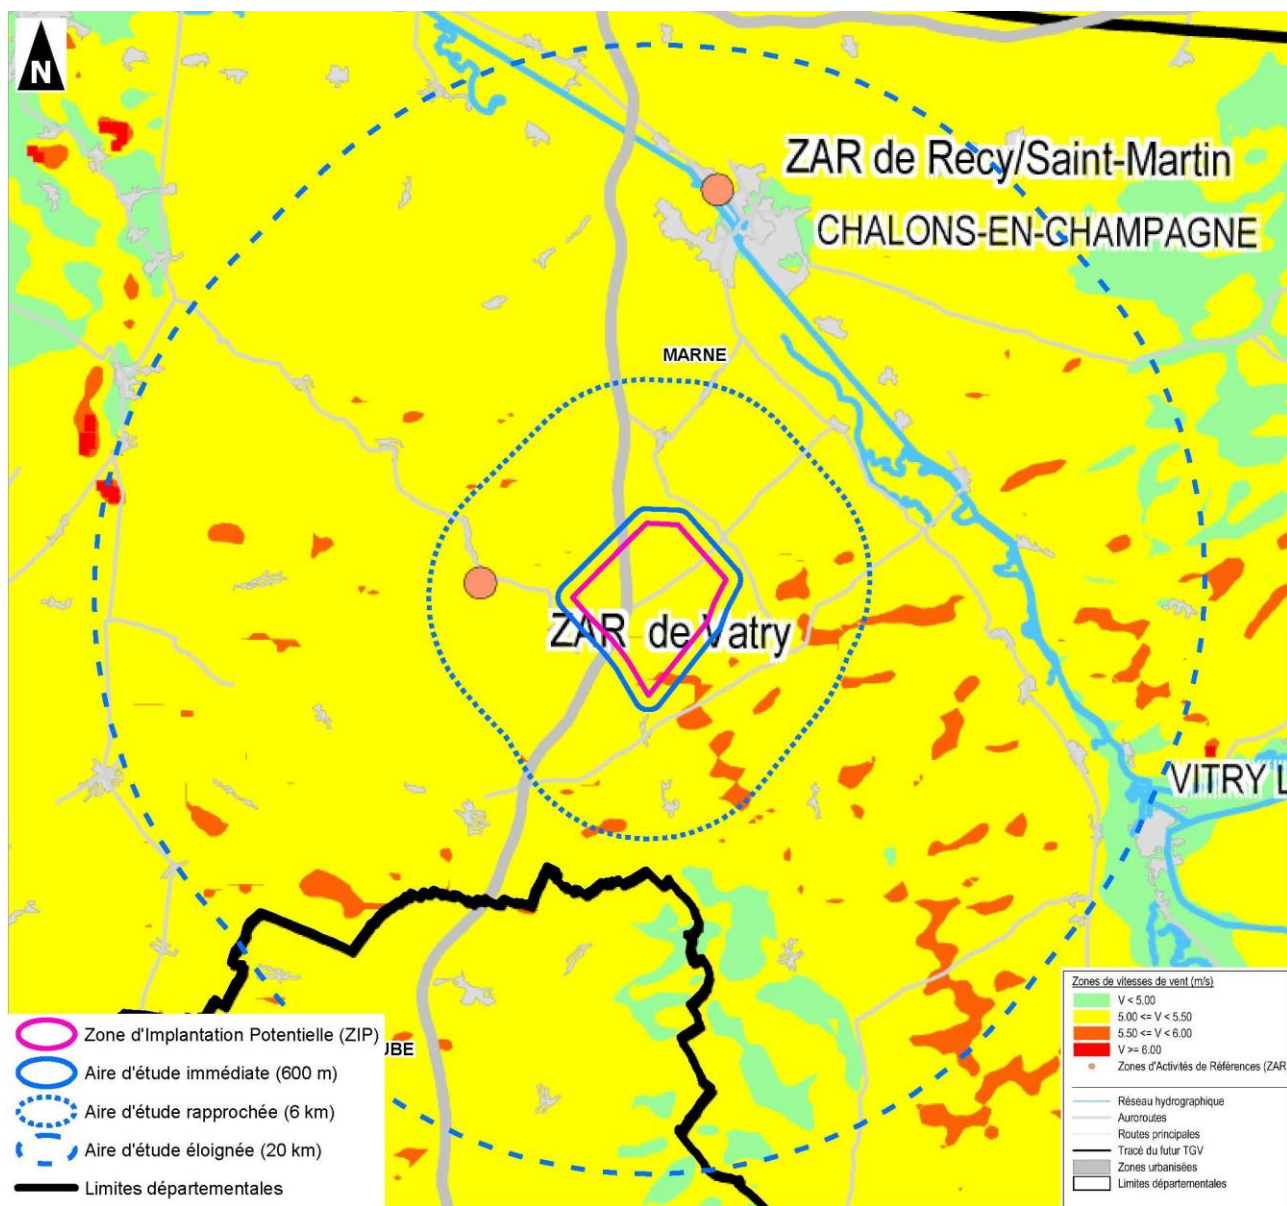 N
ZAR de Recy/Saint-Martin
CHALONS-EN-CHAMPAGNE
MARNE
ZAR de Vatry
VITRY L
UBE
Zone d'Implantation Potentielle (ZIP)
Aire d'étude immédiate (600 m)
Aire d'étude rapprochée (6 km)
Aire d'étude éloignée (20 km)
Limites départementales
Zones de vitesses de vent (m/s)
V < 5.00
5.00 <= V < 5.50
5.50 <= V < 6.00
V >= 6.00
Zones d'Activités de Références (ZAR
Réseau hydrographique
Auroroutes
Routes principales
Tracé du futur TGV
Zones urbanisées
Limites départementales